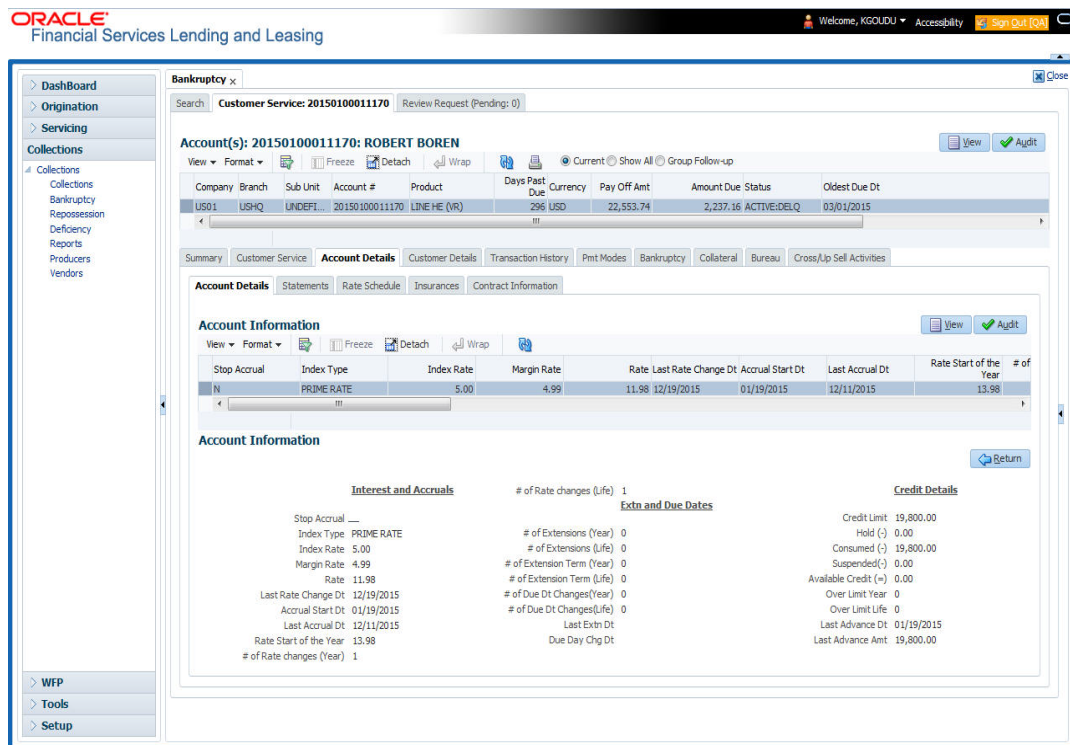 ORACLE
Financial Services Lending and Leasing
Welcome, KGOUDU Accessibility Sign Out [QA]
Close
DashBoard
Origination
Servicing
Collections
Collections
Collections
Bankruptcy
Repossession
Deficiency
Reports
Producers
Vendors
WFP
Tools
Setup
Bankruptcy x
Search Customer Service: 20150100011170 Review Request (Pending: 0)
Account(s): 20150100011170: ROBERT BOREN
View Audit
View Format Freeze Detach Wrap Current Show All Group Follow-up
Company Branch Sub Unit Account # Product Days Past Due Currency Pay Off Amt Amount Due Status Oldest Due Dt
US01 USHQ UNDEFI... 20150100011170 LINE HE (VR) 296 USD 22,553.74 2,237.16 ACTIVE:DELQ 03/01/2015
Summary Customer Service Account Details Customer Details Transaction History Pmt Modes Bankruptcy Collateral Bureau Cross/Up Sell Activities
Account Details Statements Rate Schedule Insurances Contract Information
Account Information
View Audit
View Format Freeze Detach Wrap
Stop Accrual Index Type Index Rate Margin Rate Rate Last Rate Change Dt Accrual Start Dt Last Accrual Dt Rate Start of the Year # of
N PRIME RATE 5.00 4.99 11.98 12/19/2015 01/19/2015 12/11/2015 13.98
Account Information
Return
Interest and Accruals
Stop Accrual
Index Type PRIME RATE
Index Rate 5.00
Margin Rate 4.99
Rate 11.98
Last Rate Change Dt 12/19/2015
Accrual Start Dt 01/19/2015
Last Accrual Dt 12/11/2015
Rate Start of the Year 13.98
# of Rate changes (Year) 1
# of Rate changes (Life) 1
Extn and Due Dates
# of Extensions (Year) 0
# of Extensions (Life) 0
# of Extension Term (Year) 0
# of Extension Term (Life) 0
# of Due Dt Changes(Year) 0
# of Due Dt Changes(Life) 0
Last Extn Dt
Due Day Chg Dt
Credit Details
Credit Limit 19,800.00
Hold (-) 0.00
Consumed (-) 19,800.00
Suspended(-) 0.00
Available Credit (=) 0.00
Over Limit Year 0
Over Limit Life 0
Last Advance Dt 01/19/2015
Last Advance Amt 19,800.00